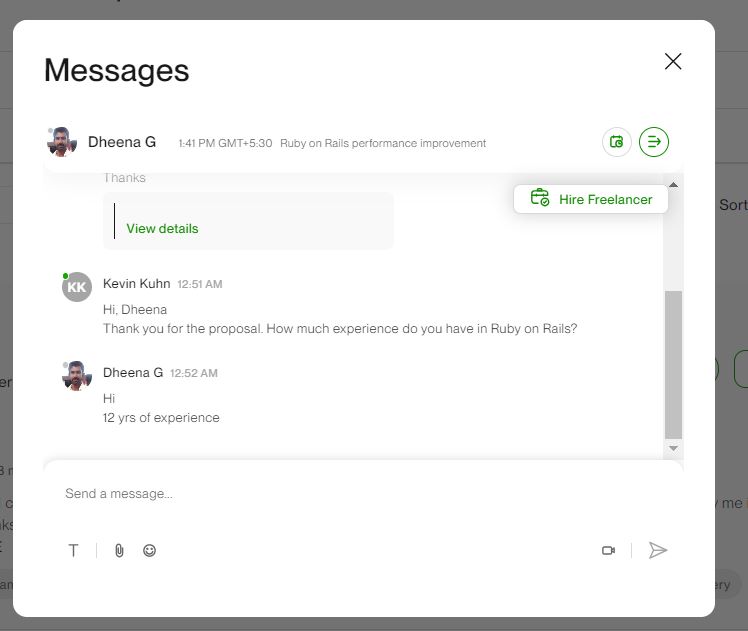 Messages
Dheena G 1:41 PM GMT+5:30 Ruby on Rails performance improvement
Thanks
Hire Freelancer
Sort
View details
KK Kevin Kuhn 12:51 AM
Hi, Dheena
Thank you for the proposal. How much experience do you have in Ruby on Rails?
Dheena G 12:52 AM
Hi
12 yrs of experience
Send a message...
me